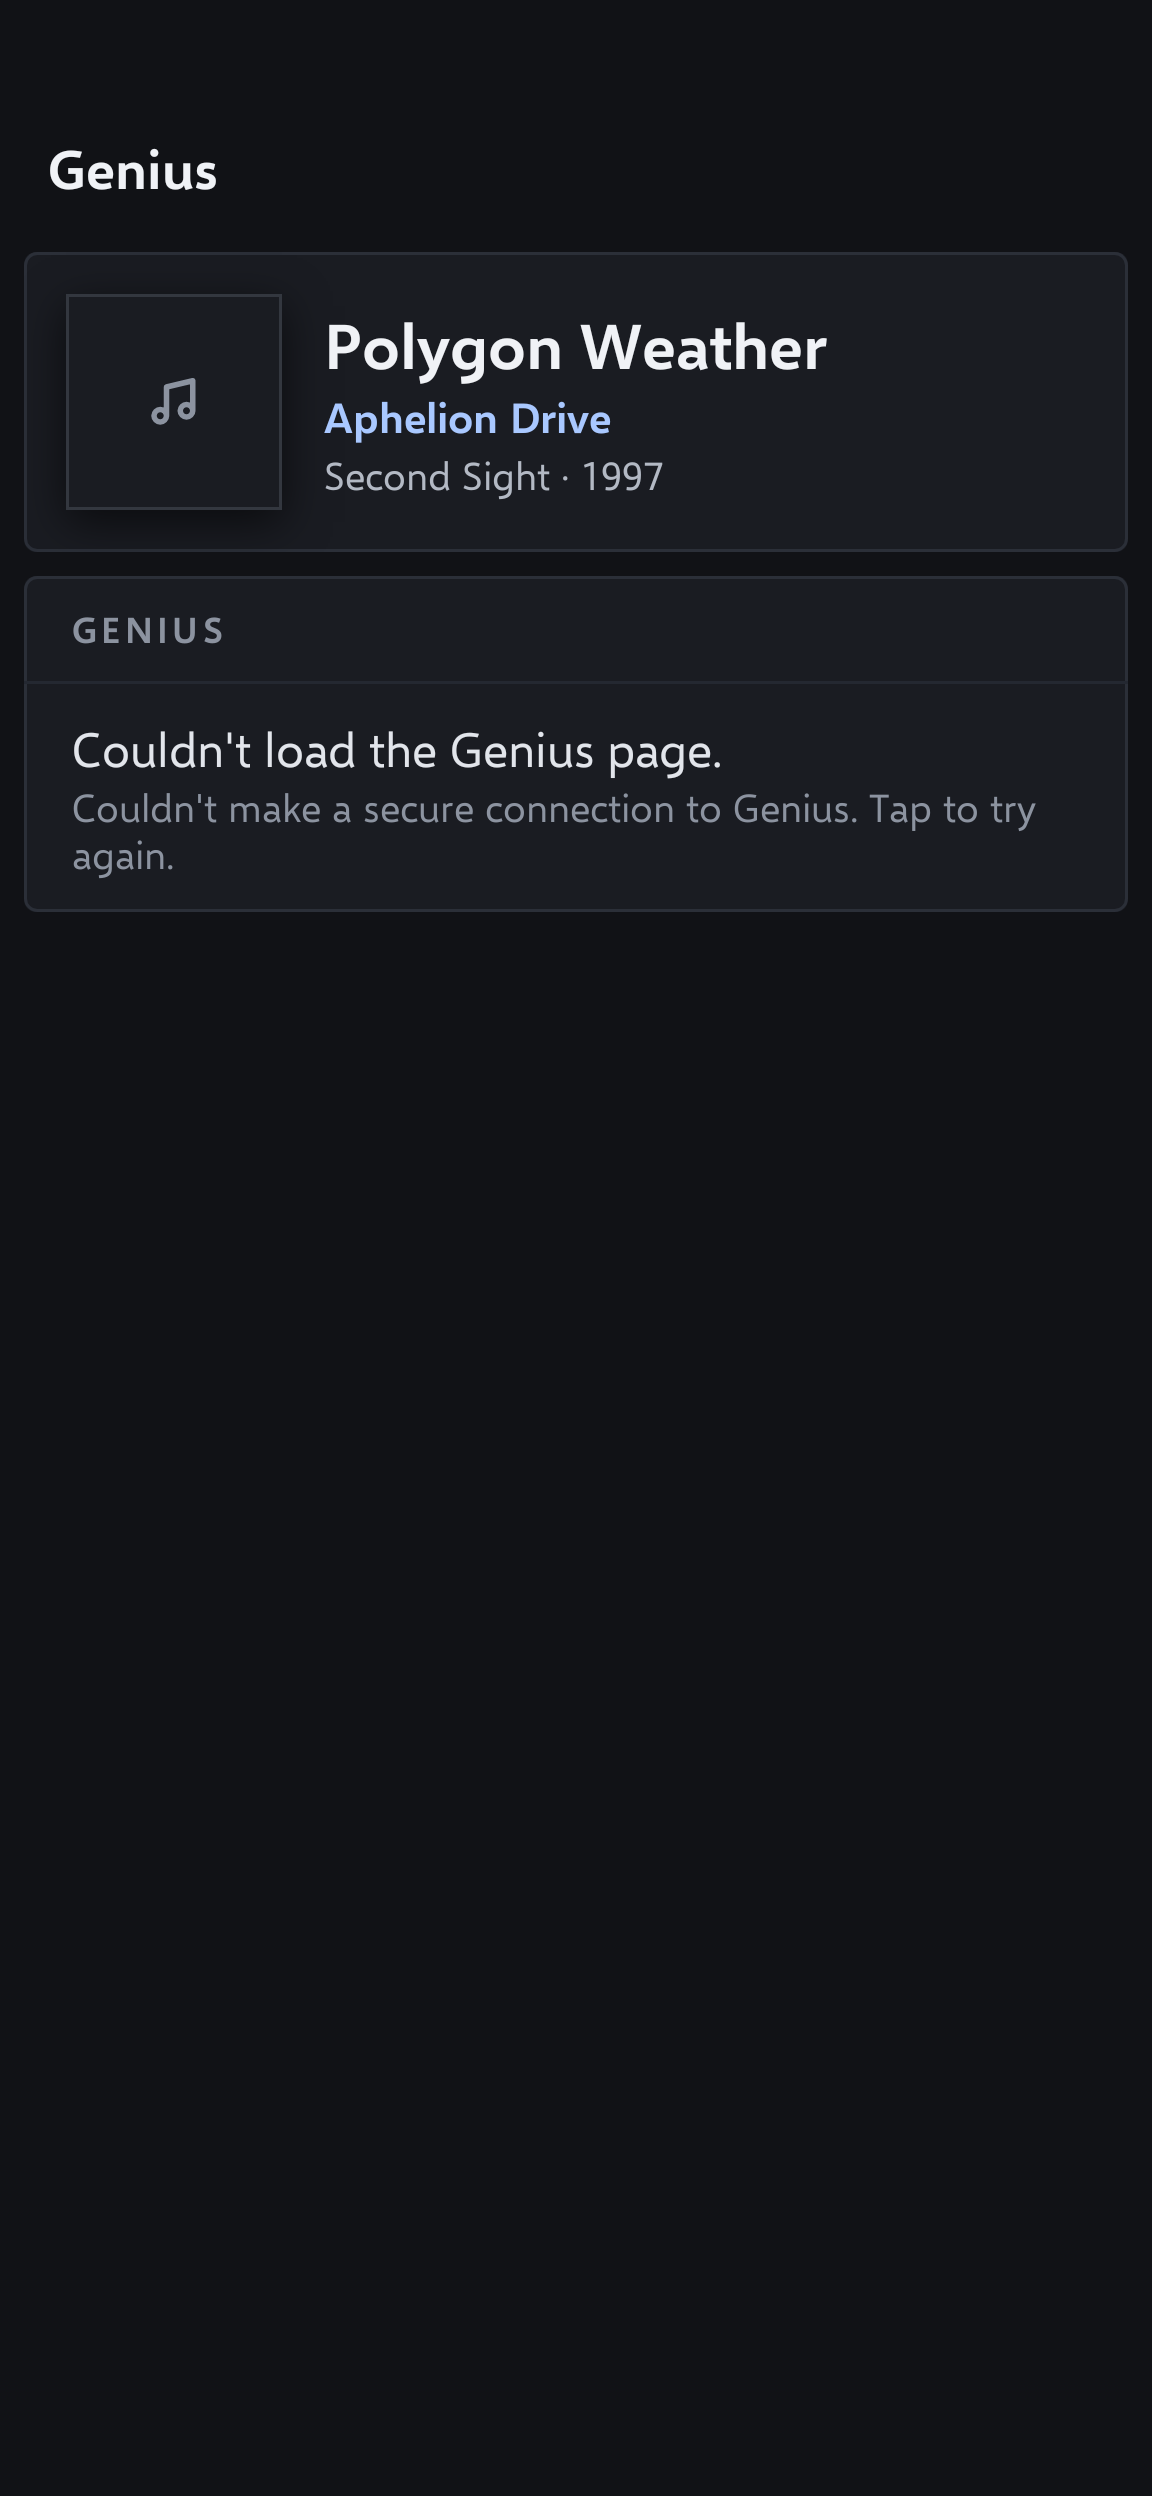 Genius
Polygon Weather
Aphelion Drive
Second Sight · 1997
GENIUS
Couldn't load the Genius page.
Couldn't make a secure connection to Genius. Tap to try
again.